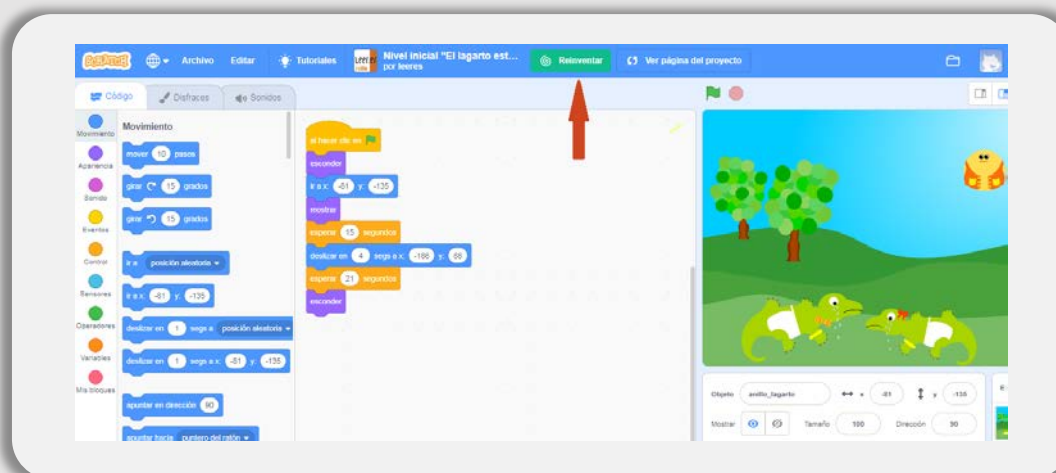 SCRATCH
Archivo Editar Tutoriales Nivel inicial "El lagarto est... Reinventar Ver página del proyecto
por leeres
Código Disfraces Sonidos
Movimiento
Apariencia
Sonido
Eventos
Control
Sensores
Operadores
Variables
Mis bloques
Movimiento
mover 10 pasos
girar 15 grados
girar 15 grados
ir a posición aleatoria
ir a x: -81 y: -135
deslizar en 1 segs a posición aleatoria
deslizar en 1 segs a x: -81 y: -135
apuntar en dirección 90
apuntar hacia puntero del ratón
al hacer clic en
esconder
ir a x: -81 y: -135
mostrar
esperar 15 segundos
deslizar en 4 segs a x: -186 y: 68
esperar 21 segundos
esconder
Objeto anillo_lagarto x -81 y -135
Mostrar Tamaño 100 Dirección 90